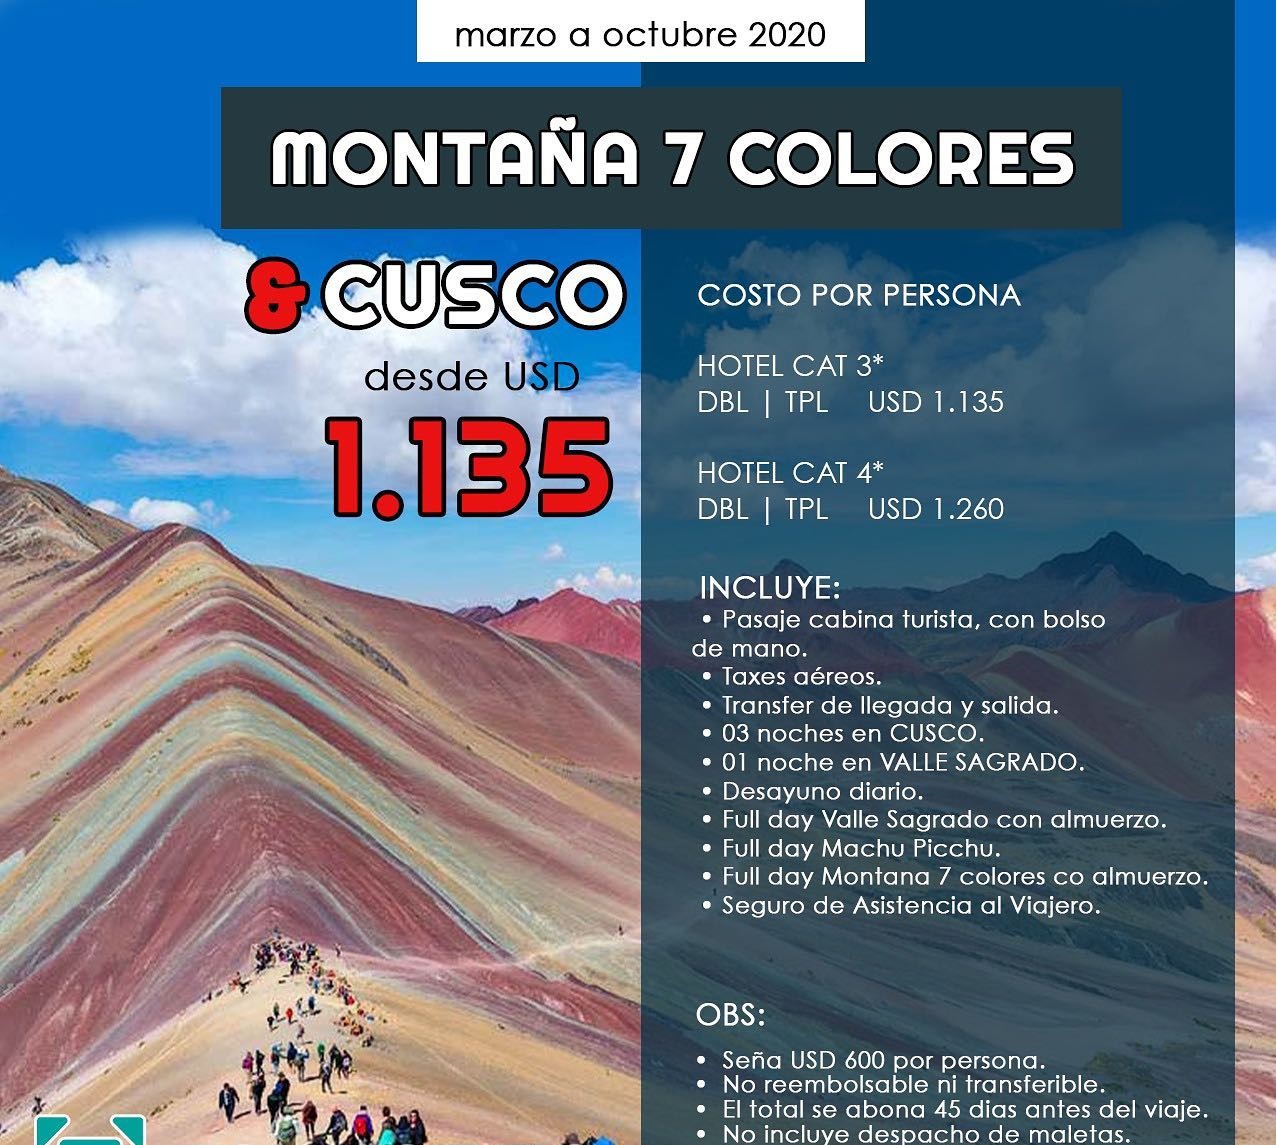 marzo a octubre 2020
MONTAÑA 7 COLORES
& CUSCO
desde USD
1.135
COSTO POR PERSONA
HOTEL CAT 3*
DBL | TPL USD 1.135
HOTEL CAT 4*
DBL | TPL USD 1.260
INCLUYE:
• Pasaje cabina turista, con bolso
de mano.
• Taxes aéreos.
• Transfer de llegada y salida.
• 03 noches en CUSCO.
• 01 noche en VALLE SAGRADO.
• Desayuno diario.
• Full day Valle Sagrado con almuerzo.
• Full day Machu Picchu.
• Full day Montana 7 colores co almuerzo.
• Seguro de Asistencia al Viajero.
OBS:
• Seña USD 600 por persona.
• No reembolsable ni transferible.
• El total se abona 45 dias antes del viaje.
• No incluye despacho de maletas.